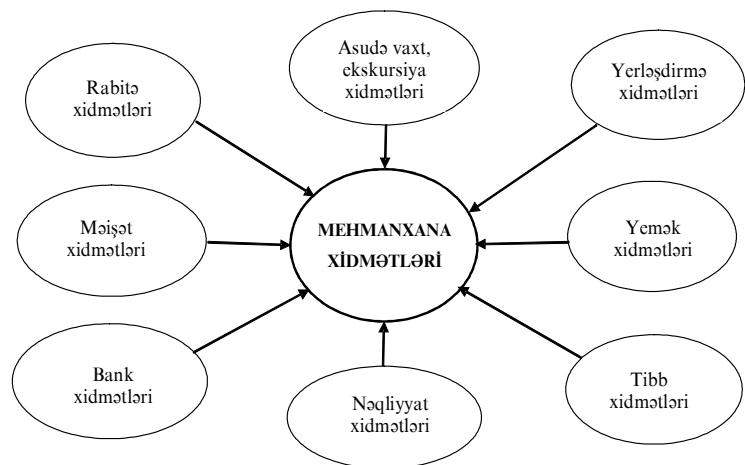 Asudə vaxt,
ekskursiya
xidmətləri
Rabitə
xidmətləri
Yerləşdirmə
xidmətləri
Məişət
xidmətləri
MEHMANXANA
XİDMƏTLƏRİ
Yemək
xidmətləri
Bank
xidmətləri
Nəqliyyat
xidmətləri
Tibb
xidmətləri